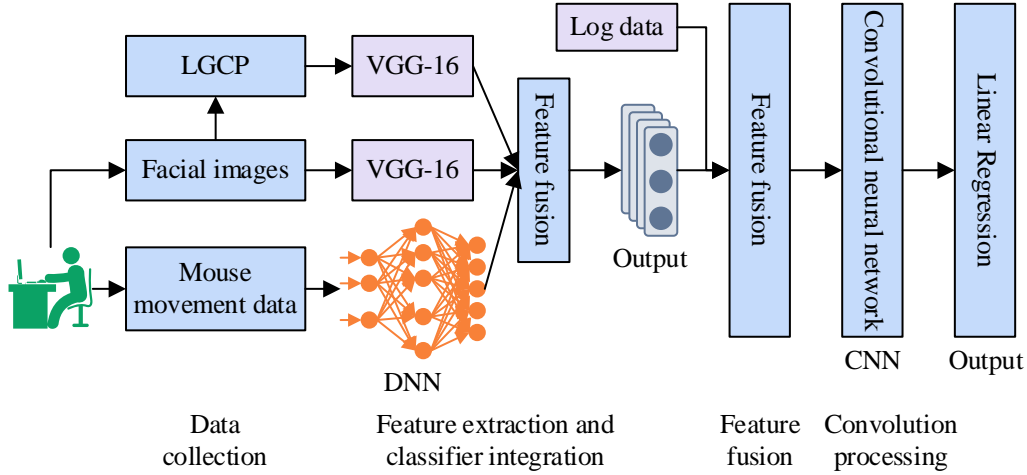 Log data
LGCP
VGG-16
Facial images
VGG-16
Mouse
movement data
DNN
Feature fusion
Output
Feature fusion
Convolutional neural network
CNN
Linear Regression
Output
Data
collection
Feature extraction and
classifier integration
Feature
fusion
Convolution
processing